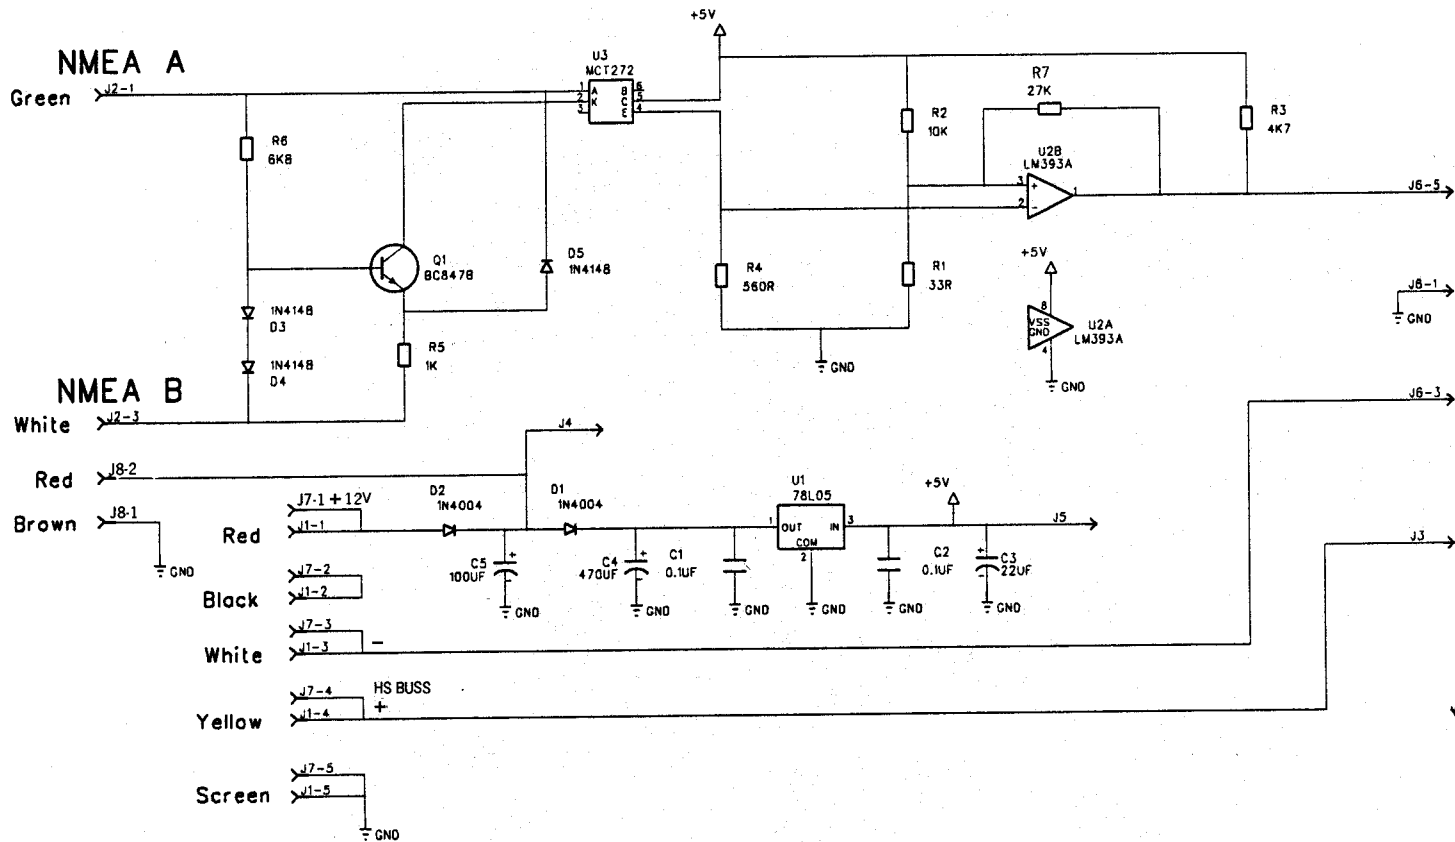 +5V
NMEA A
U3
MCT272
Green
J2-1
1 A B 6
2 K C 5
3 E 4
R7
27K
R2
10K
R3
4K7
R6
6K8
U2B
LM393A
3 +
1
2 -
J6-5
Q1
BC847B
D5
1N4148
R4
560R
R1
33R
+5V
J8-1
GND
8
VSS
GND
4
U2A
LM393A
1N4148
D3
R5
1K
GND
1N4148
D4
GND
NMEA B
J6-3
White
J2-3
J4
Red
J8-2
U1
78L05
+5V
D2
1N4004
D1
1N4004
J7-1 +12V
Brown
J8-1
Red
J1-1
1 OUT IN 3
COM
2
J5
J3
GND
+
C5
100UF
-
+
C4
470UF
-
C1
0.1UF
C2
0.1UF
+
C3
22UF
-
J7-2
Black
J1-2
GND
GND
GND
GND
GND
GND
J7-3
White
J1-3
-
J7-4
HS BUSS
+
Yellow
J1-4
J7-5
Screen
J1-5
GND